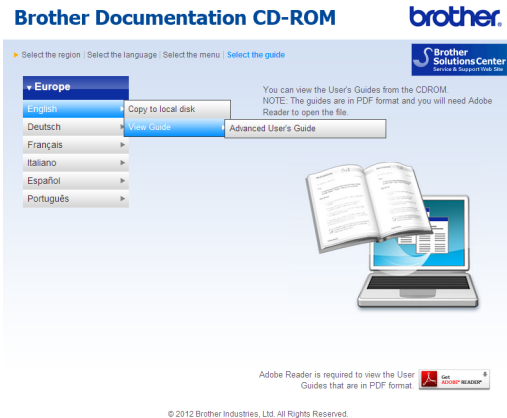 Brother Documentation CD-ROM
brother
Select the region | Select the language | Select the menu | Select the guide
Brother
Solutions Center
Service & Support Web Site
Europe
You can view the User's Guides from the CDROM.
NOTE: The guides are in PDF format and you will need Adobe
Reader to open the file.
English
Copy to local disk
Deutsch
View Guide
Advanced User's Guide
Français
Italiano
Español
Português
Adobe Reader is required to view the User
Guides that are in PDF format.
Get
ADOBE® READER®
© 2012 Brother Industries, Ltd. All Rights Reserved.